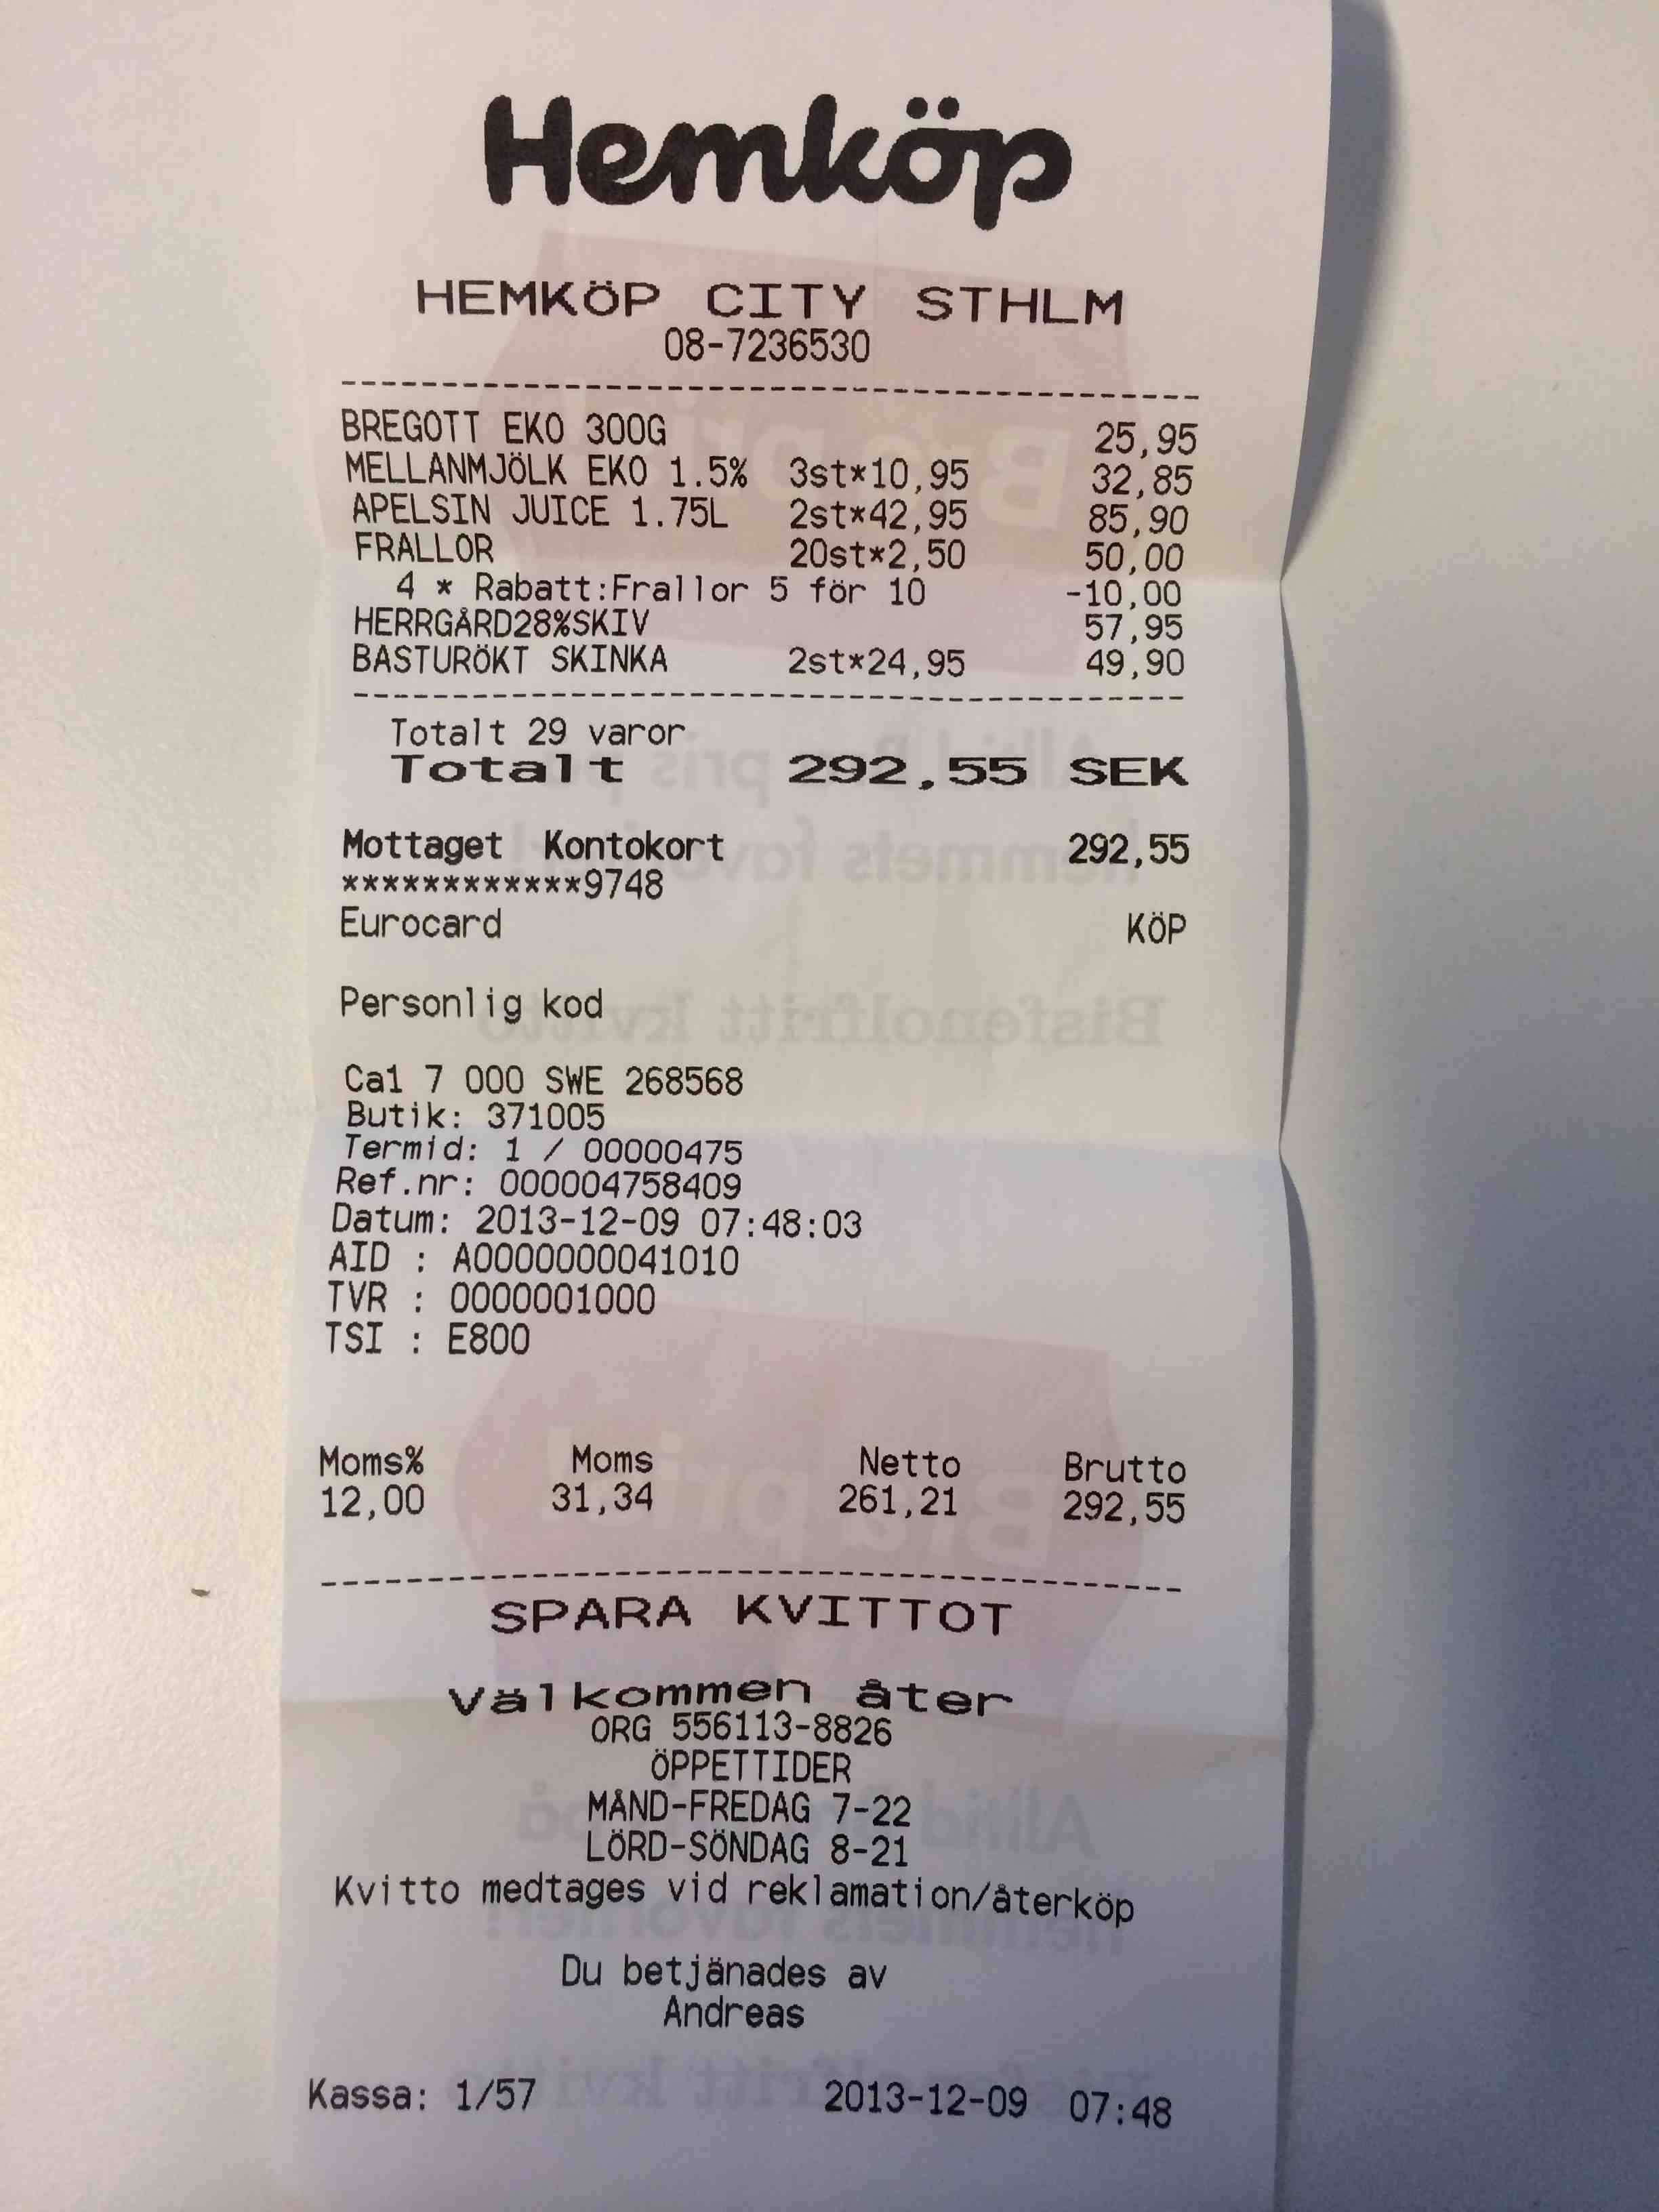 Hemköp
HEMKÖP CITY STHLM
08-7236530
BREGOTT EKO 300G 25,95
MELLANMJÖLK EKO 1.5% 3st*10,95 32,85
APELSIN JUICE 1.75L 2st*42,95 85,90
FRALLOR 20st*2,50 50,00
4 * Rabatt:Frallor 5 för 10 -10,00
HERRGÅRD28%SKIV 57,95
BASTURÖKT SKINKA 2st*24,95 49,90
Totalt 29 varor
Totalt 292,55 SEK
Mottaget Kontokort 292,55
************9748
Eurocard KÖP
Personlig kod
Ca1 7 000 SWE 268568
Butik: 371005
Termid: 1 / 00000475
Ref.nr: 000004758409
Datum: 2013-12-09 07:48:03
AID : A0000000041010
TVR : 0000001000
TSI : E800
Moms% Moms Netto Brutto
12,00 31,34 261,21 292,55
SPARA KVITTOT
Välkommen åter
ORG 556113-8826
ÖPPETTIDER
MÅND-FREDAG 7-22
LÖRD-SÖNDAG 8-21
Kvitto medtages vid reklamation/återköp
Du betjänades av
Andreas
Kassa: 1/57 2013-12-09 07:48